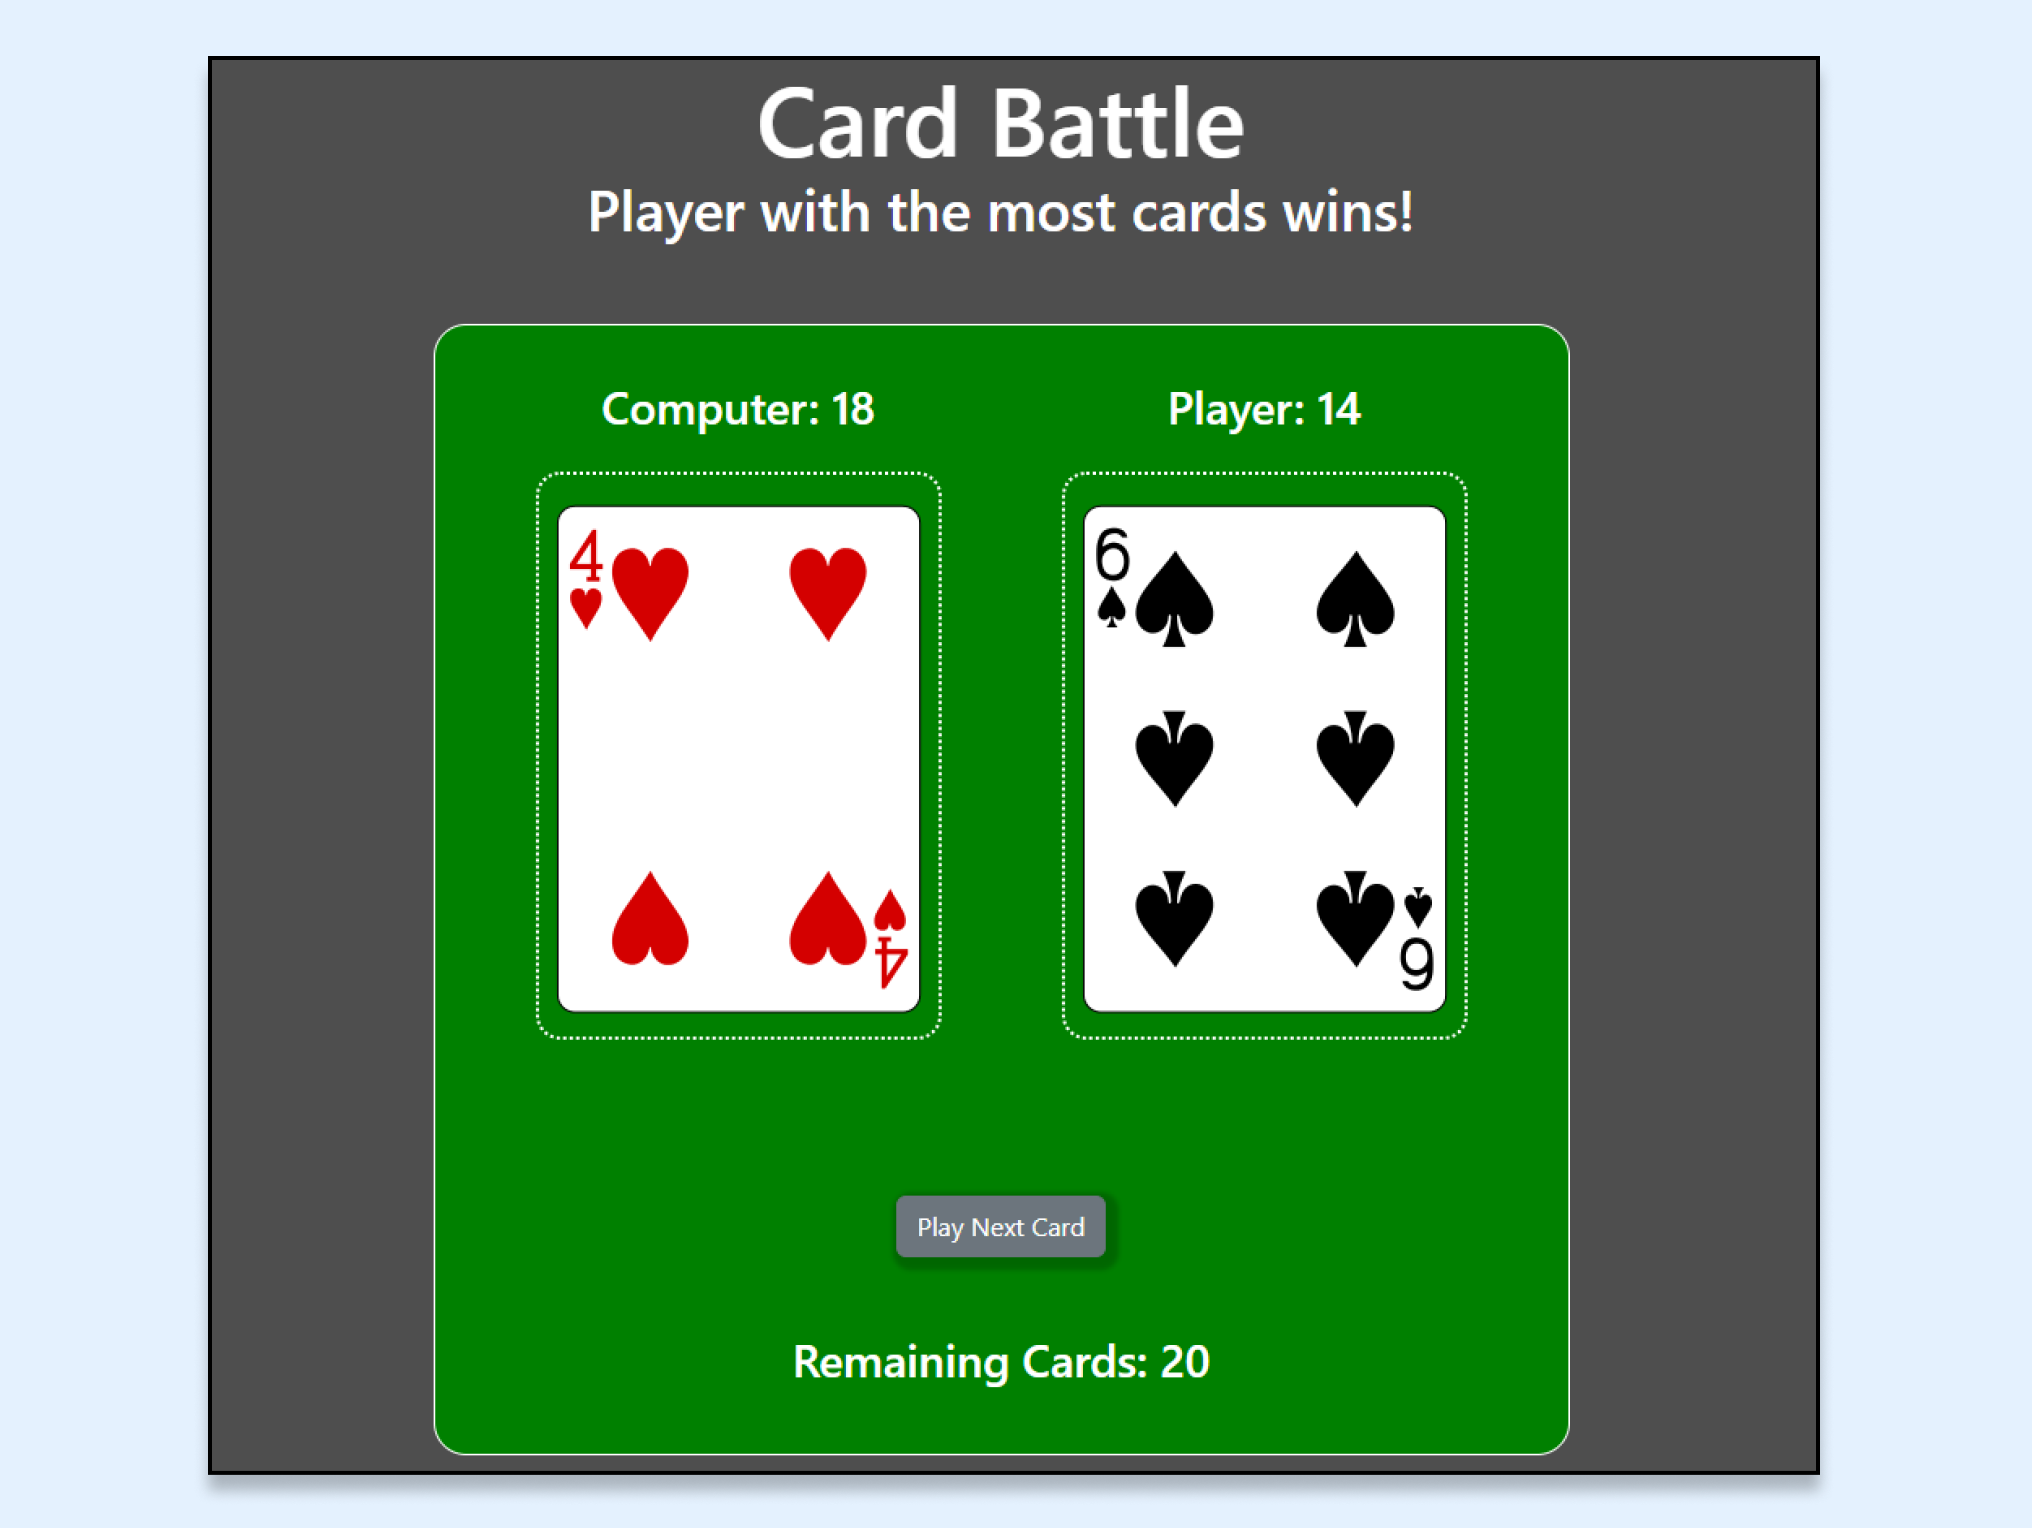 Card Battle
Player with the most cards wins!
Computer: 18
Player: 14
4
4
6
6
Play Next Card
Remaining Cards: 20